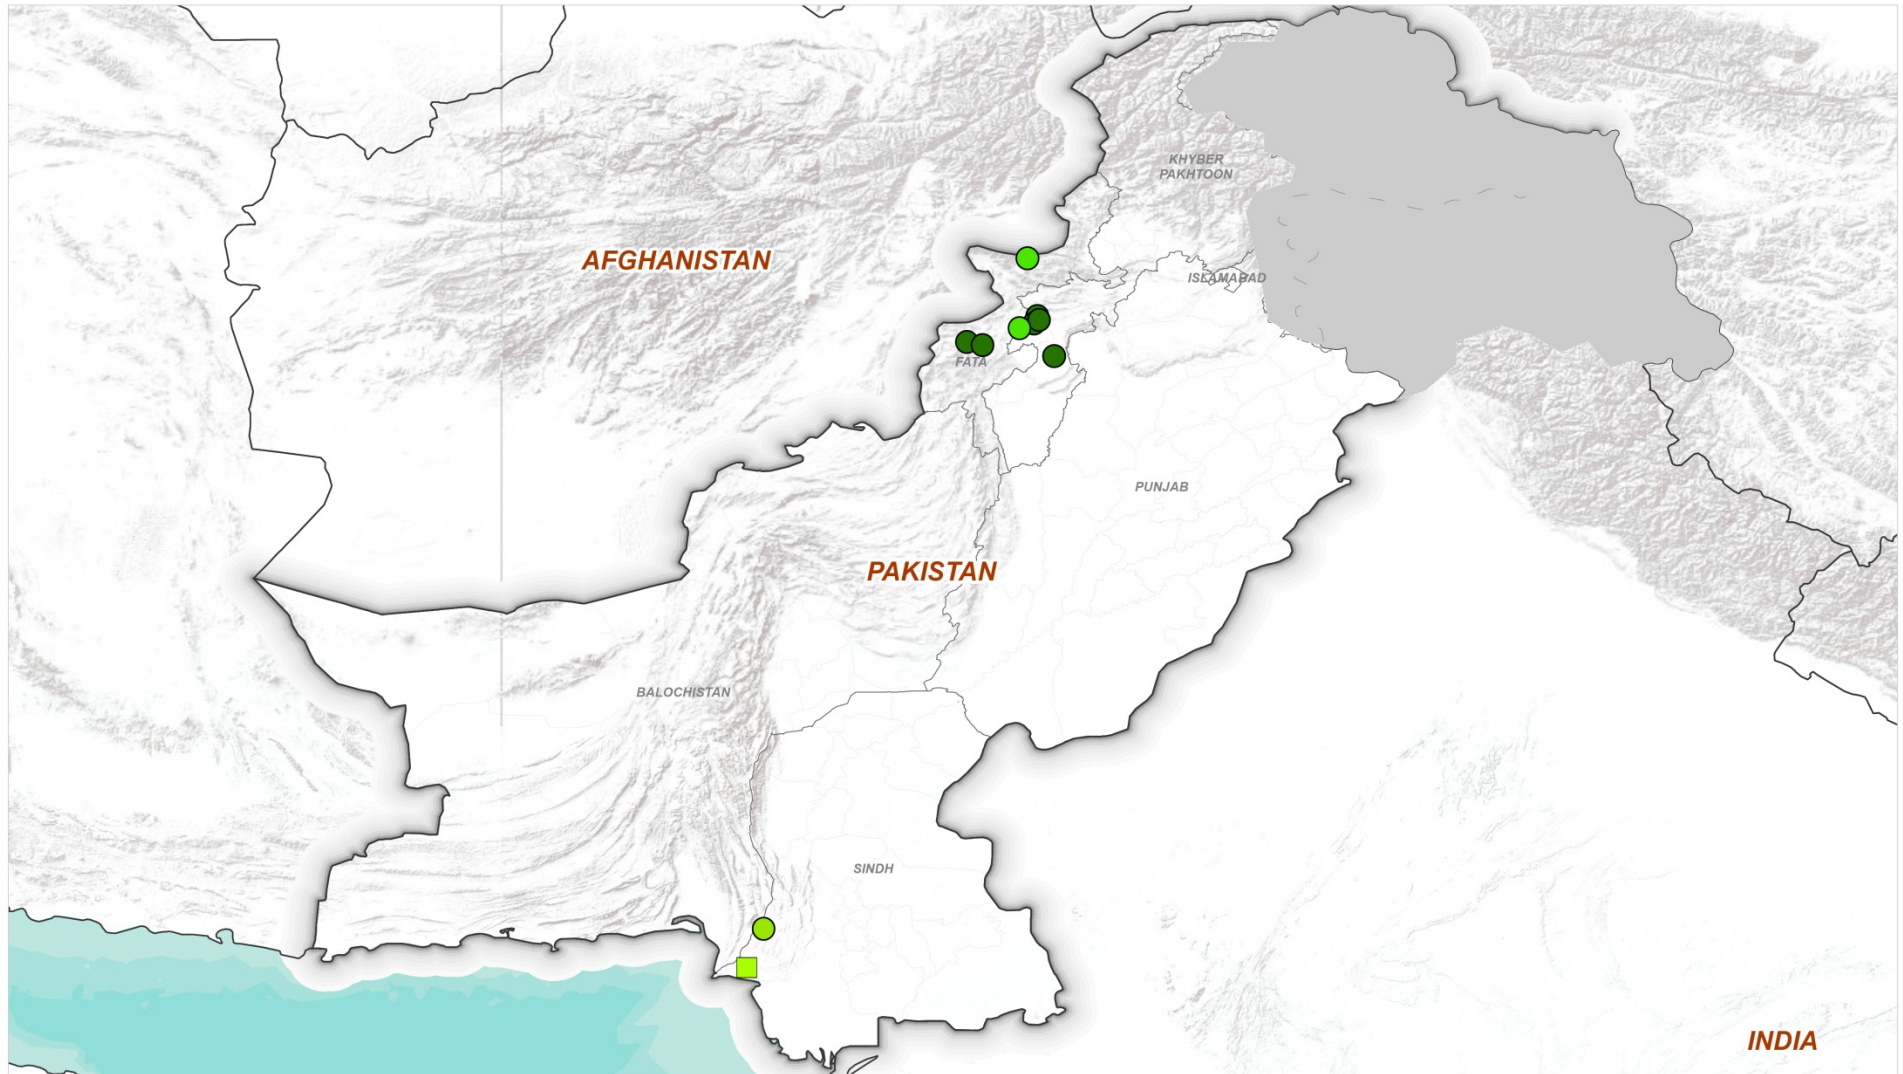 KHYBER
PAKHTOON
AFGHANISTAN
ISLAMABAD
FATA
PUNJAB
PAKISTAN
BALOCHISTAN
SINDH
INDIA